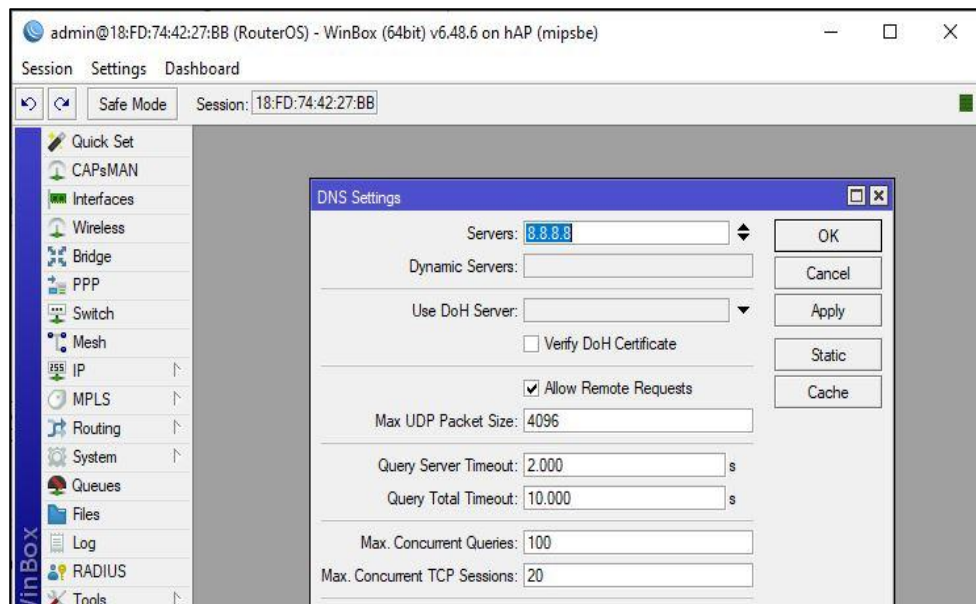 admin@18:FD:74:42:27:BB (RouterOS) - WinBox (64bit) v6.48.6 on hAP (mipsbe)
Session Settings Dashboard
Safe Mode Session: 18:FD:74:42:27:BB
Quick Set
CAPsMAN
Interfaces
Wireless
Bridge
PPP
Switch
Mesh
IP
MPLS
Routing
System
Queues
Files
Log
RADIUS
Tools
WinBox
DNS Settings
Servers: 8.8.8.8
Dynamic Servers:
Use DoH Server:
Verify DoH Certificate
Allow Remote Requests
Max UDP Packet Size: 4096
Query Server Timeout: 2.000 s
Query Total Timeout: 10.000 s
Max. Concurrent Queries: 100
Max. Concurrent TCP Sessions: 20
OK
Cancel
Apply
Static
Cache